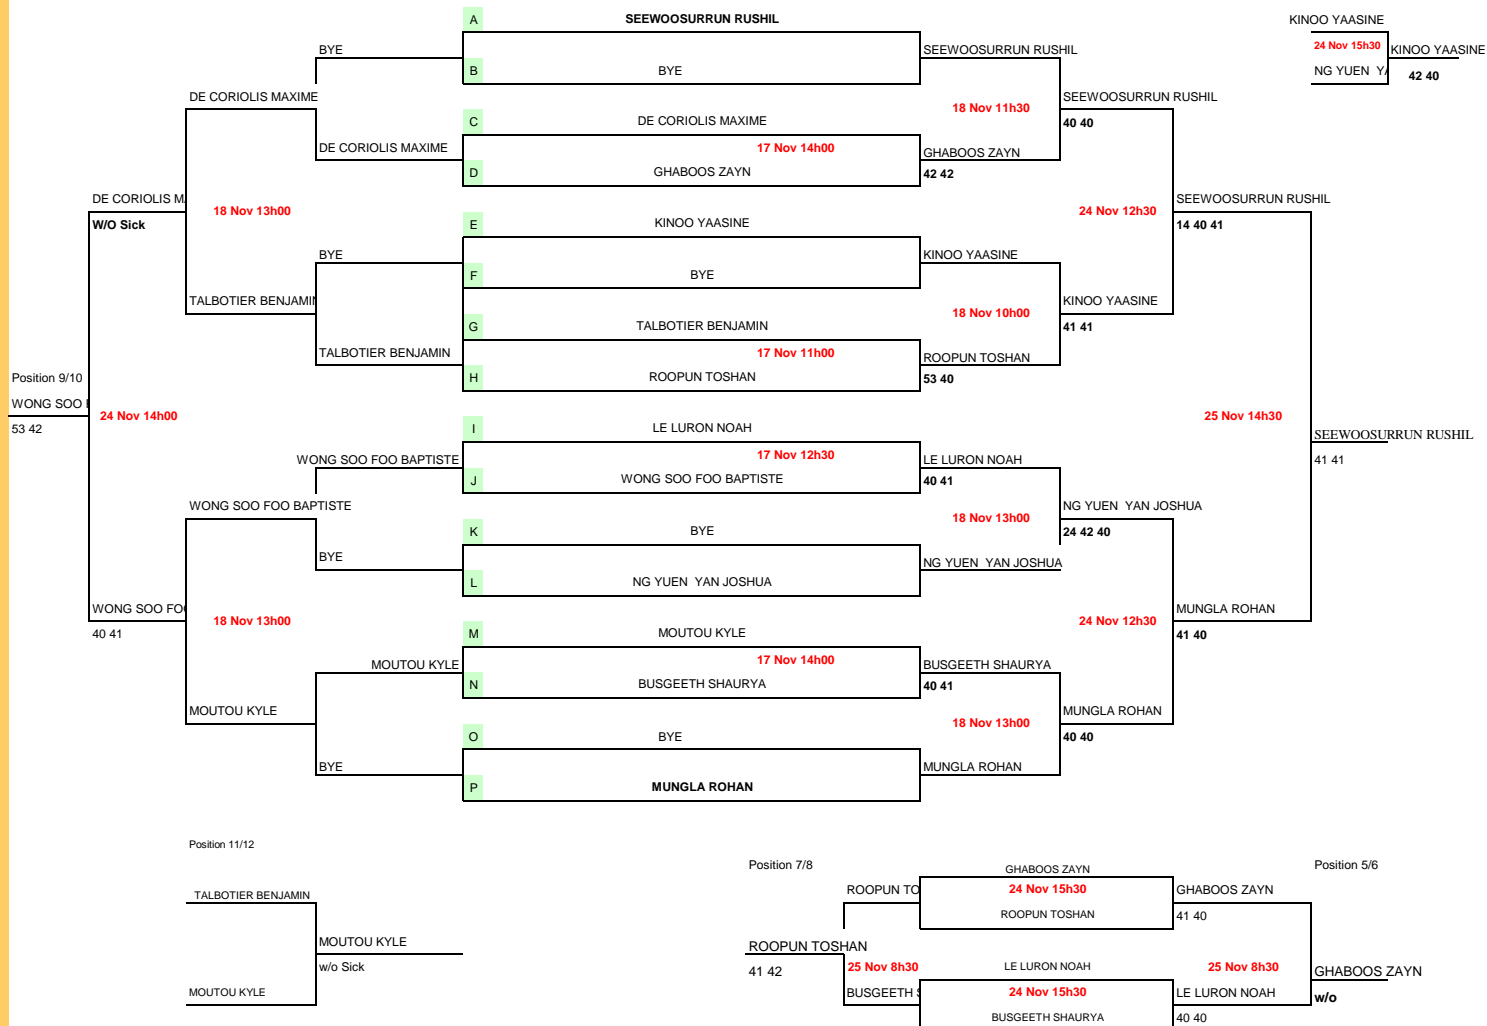 A SEEWOOSURRUN RUSHIL KINOO YAASINE
BYE SEEWOOSURRUN RUSHIL 24 Nov 15h30 KINOO YAASINE
B BYE NG YUEN 42 40
DE CORIOLIS MAXIME 18 Nov 11h30 SEEWOOSURRUN RUSHIL
C DE CORIOLIS MAXIME 40 40
DE CORIOLIS MAXIME 17 Nov 14h00 GHABOOS ZAYN
D GHABOOS ZAYN 42 42
DE CORIOLIS 18 Nov 13h00 24 Nov 12h30 SEEWOOSURRUN RUSHIL
W/O Sick E KINOO YAASINE 14 40 41
BYE KINOO YAASINE
F BYE
TALBOTIER BENJAMIN 18 Nov 10h00 KINOO YAASINE
G TALBOTIER BENJAMIN 41 41
TALBOTIER BENJAMIN 17 Nov 11h00 ROOPUN TOSHAN
Position 9/10 H ROOPUN TOSHAN 53 40
WONG SOO 24 Nov 14h00 25 Nov 14h30
53 42 I LE LURON NOAH SEEWOOSURRUN RUSHIL
WONG SOO FOO BAPTISTE 17 Nov 12h30 LE LURON NOAH 41 41
J WONG SOO FOO BAPTISTE 40 41
WONG SOO FOO BAPTISTE 18 Nov 13h00 NG YUEN YAN JOSHUA
K BYE 24 42 40
BYE NG YUEN YAN JOSHUA
L NG YUEN YAN JOSHUA
WONG SOO 18 Nov 13h00 24 Nov 12h30 MUNGLA ROHAN
40 41 M MOUTOU KYLE 41 40
MOUTOU KYLE 17 Nov 14h00 BUSGEETH SHAURYA
N BUSGEETH SHAURYA 40 41
MOUTOU KYLE 18 Nov 13h00 MUNGLA ROHAN
O BYE 40 40
BYE MUNGLA ROHAN
P MUNGLA ROHAN
Position 11/12
Position 7/8 GHABOOS ZAYN Position 5/6
TALBOTIER BENJAMIN ROOPUN 24 Nov 15h30 GHABOOS ZAYN
ROOPUN TOSHAN 41 40
MOUTOU KYLE ROOPUN TOSHAN
w/o Sick 41 42 25 Nov 8h30 LE LURON NOAH 25 Nov 8h30 GHABOOS ZAYN
MOUTOU KYLE BUSGEETH 24 Nov 15h30 LE LURON NOAH w/o
BUSGEETH SHAURYA 40 40